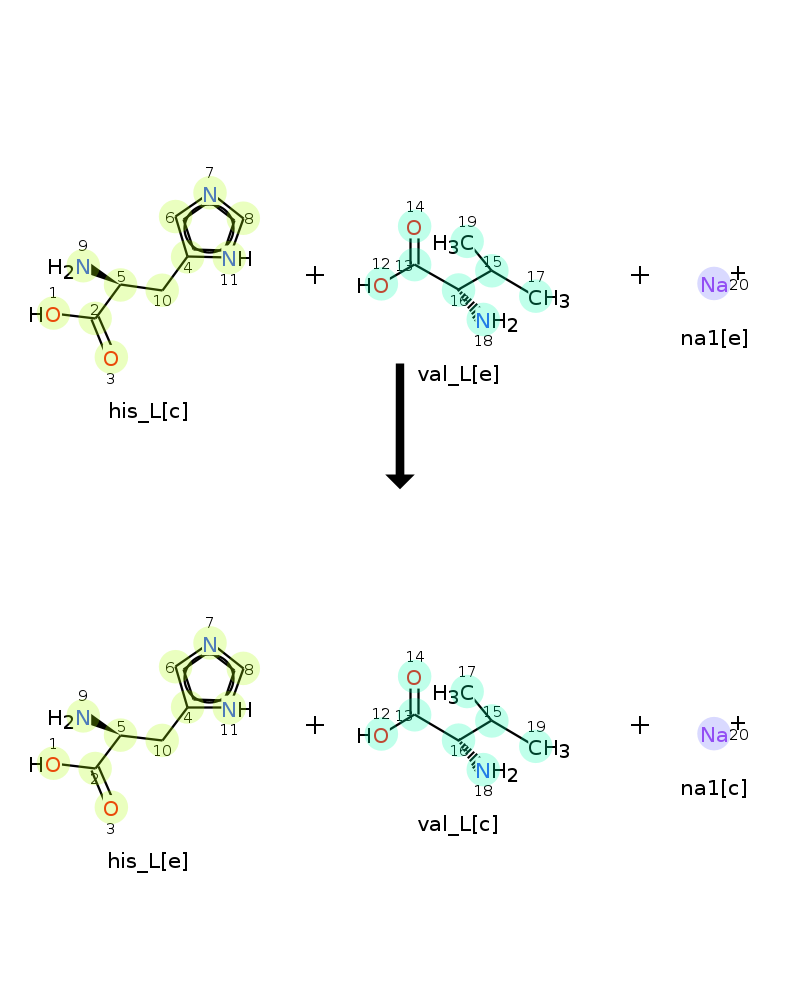 7
N
6
8
9
H2N
5
4
NH
11
1
HO
2
10
O
3
his_L[c]
+
14
O
19
H3C
12
13
15
HO
16
17
CH3
NH2
18
val_L[e]
+
Na+
20
na1[e]
7
N
6
8
9
H2N
5
4
NH
11
1
HO
2
10
O
3
his_L[e]
+
14
O
17
H3C
12
13
15
HO
16
19
CH3
NH2
18
val_L[c]
+
Na+
20
na1[c]